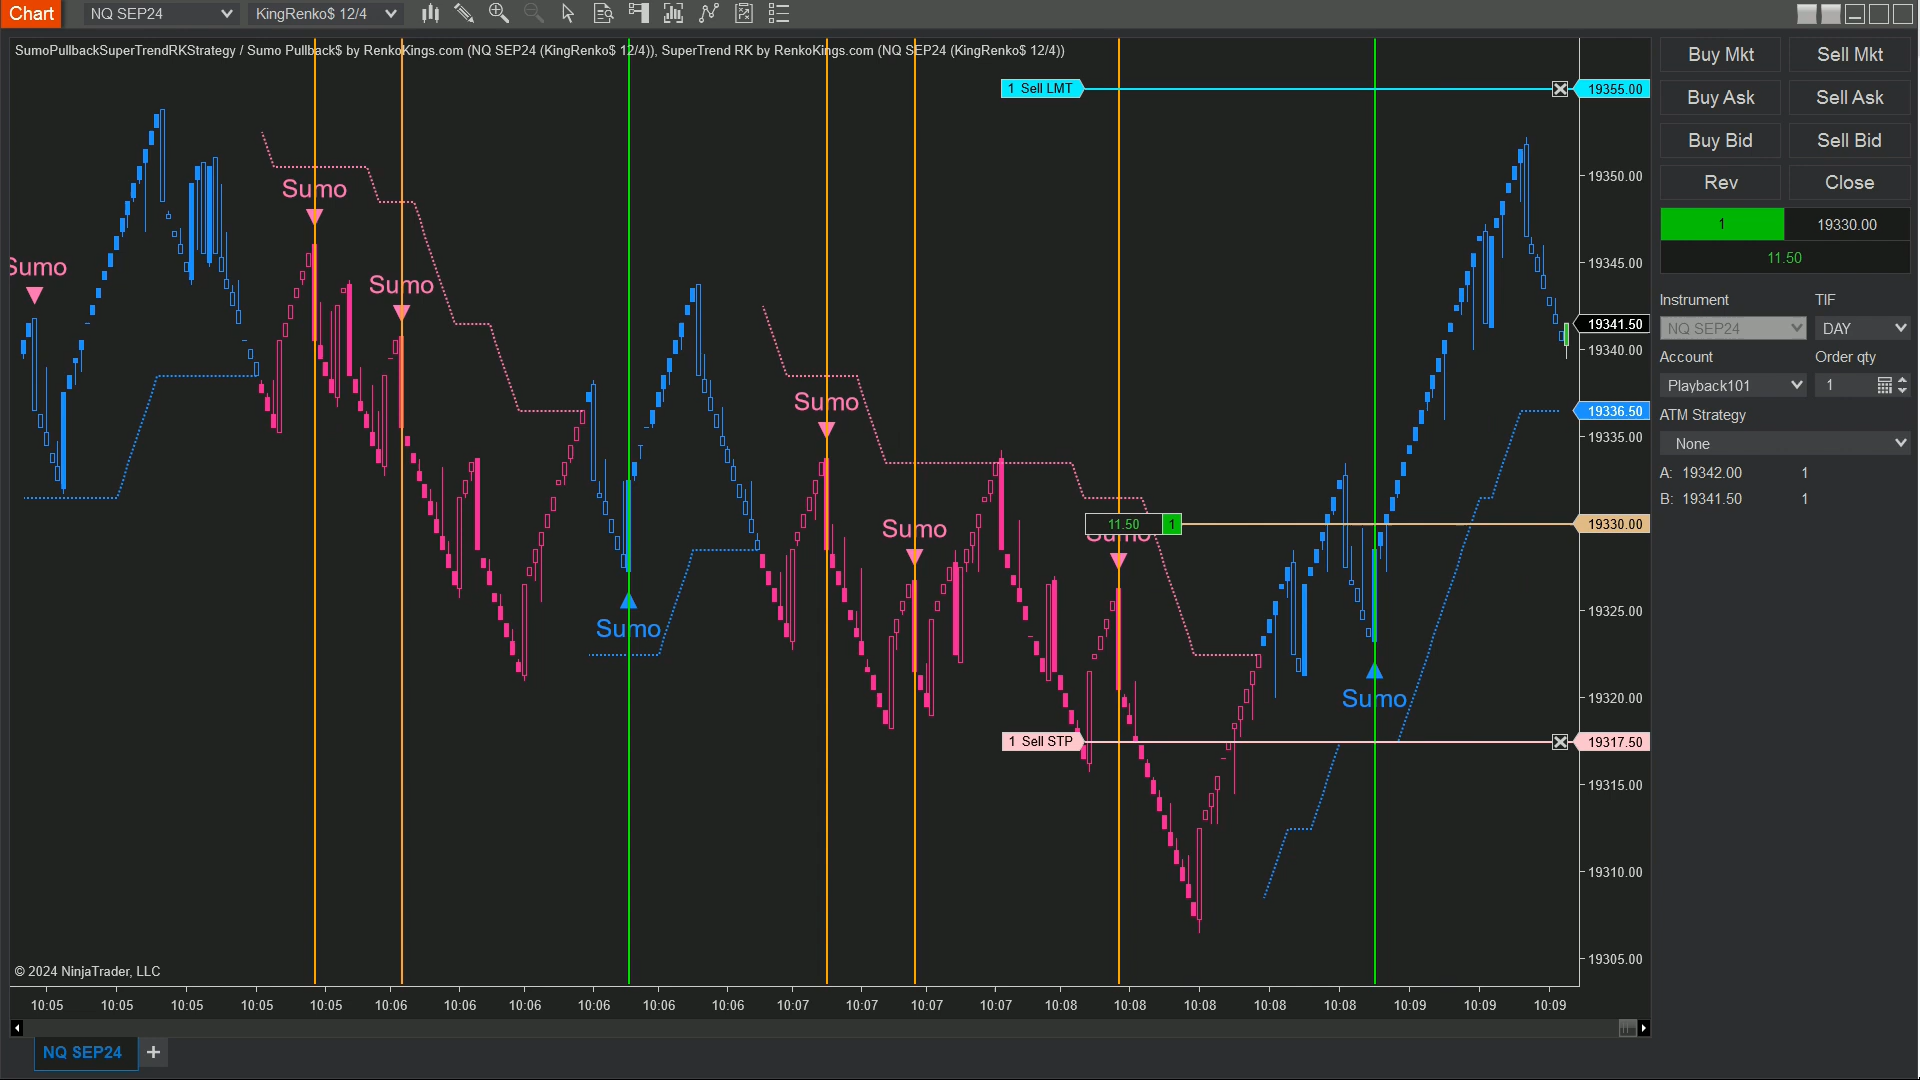 Chart
NQ SEP24
KingRenko$ 12/4
SumoPullbackSuperTrendRKStrategy / Sumo Pullback$ by RenkoKings.com (NQ SEP24 (KingRenko$ 12/4)), SuperTrend RK by RenkoKings.com (NQ SEP24 (KingRenko$ 12/4))
Buy Mkt
Sell Mkt
Buy Ask
Sell Ask
Buy Bid
Sell Bid
Rev
Close
1
19330.00
11.50
Instrument
TIF
NQ SEP24
DAY
Account
Order qty
Playback101
1
ATM Strategy
None
A: 19342.00 1
B: 19341.50 1
1 Sell LMT
19355.00
19350.00
19345.00
19341.50
19340.00
19336.50
19335.00
19330.00
19325.00
19320.00
19317.50
19315.00
19310.00
19305.00
Sumo
Sumo
Sumo
Sumo
Sumo
11.50 1
Sumo
Sumo
Sumo
1 Sell STP
© 2024 NinjaTrader, LLC
10:05 10:05 10:05 10:05 10:05 10:06 10:06 10:06 10:06 10:06 10:06 10:07 10:07 10:07 10:07 10:08 10:08 10:08 10:08 10:08 10:09 10:09 10:09
NQ SEP24
+